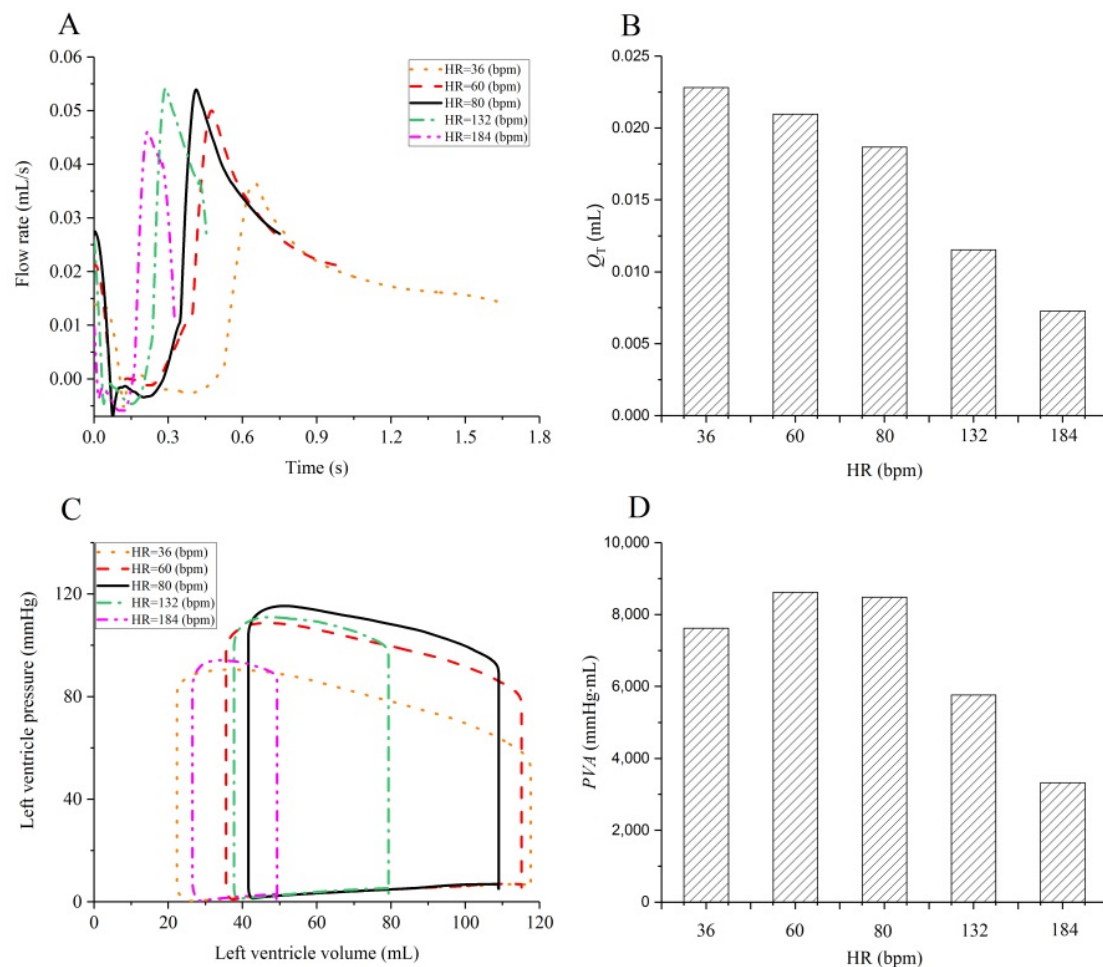 A
0.06
0.05
0.04
0.03
0.02
0.01
0.00
Flow rate (mL/s)
HR=36 (bpm)
HR=60 (bpm)
HR=80 (bpm)
HR=132 (bpm)
HR=184 (bpm)
0.0 0.3 0.6 0.9 1.2 1.5 1.8
Time (s)
B
0.025
0.020
0.015
0.010
0.005
0.000
Q_T (mL)
36 60 80 132 184
HR (bpm)
C
120
80
40
0
Left ventricle pressure (mmHg)
HR=36 (bpm)
HR=60 (bpm)
HR=80 (bpm)
HR=132 (bpm)
HR=184 (bpm)
0 20 40 60 80 100 120
Left ventricle volume (mL)
D
10,000
8,000
6,000
4,000
2,000
0
PVA (mmHg·mL)
36 60 80 132 184
HR (bpm)